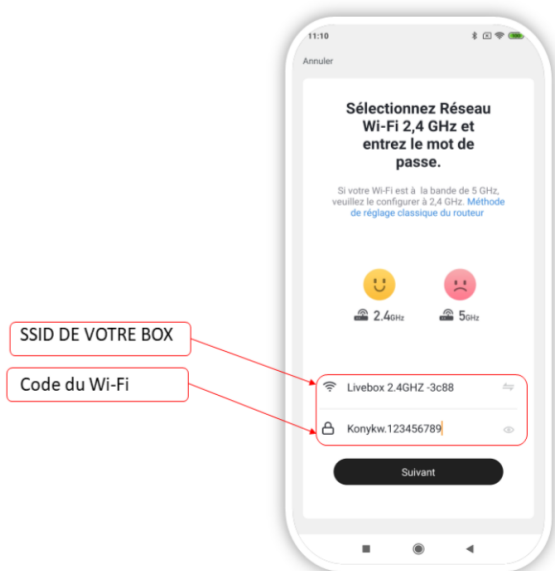 11:10
Annuler
Sélectionnez Réseau
Wi-Fi 2,4 GHz et
entrez le mot de
passe.
Si votre Wi-Fi est à la bande de 5 GHz,
veuillez le configurer à 2,4 GHz. Méthode
de réglage classique du routeur
2.4GHz
5GHz
SSID DE VOTRE BOX
Livebox 2.4GHZ -3c88
Code du Wi-Fi
Konykw.123456789
Suivant